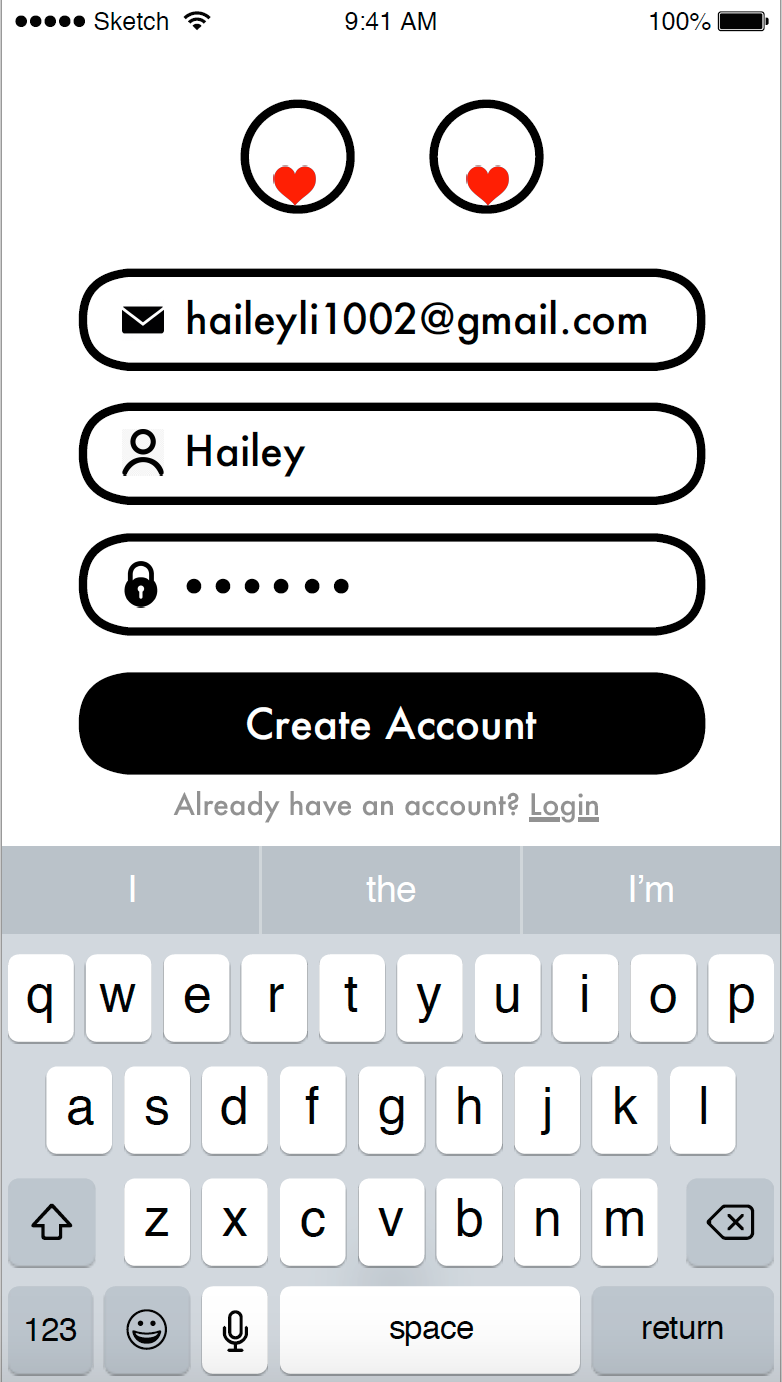 Sketch 9:41 AM 100%
haileyli1002@gmail.com
Hailey
••••••
Create Account
Already have an account? Login
I the I’m
q w e r t y u i o p
a s d f g h j k l
z x c v b n m
123 space return